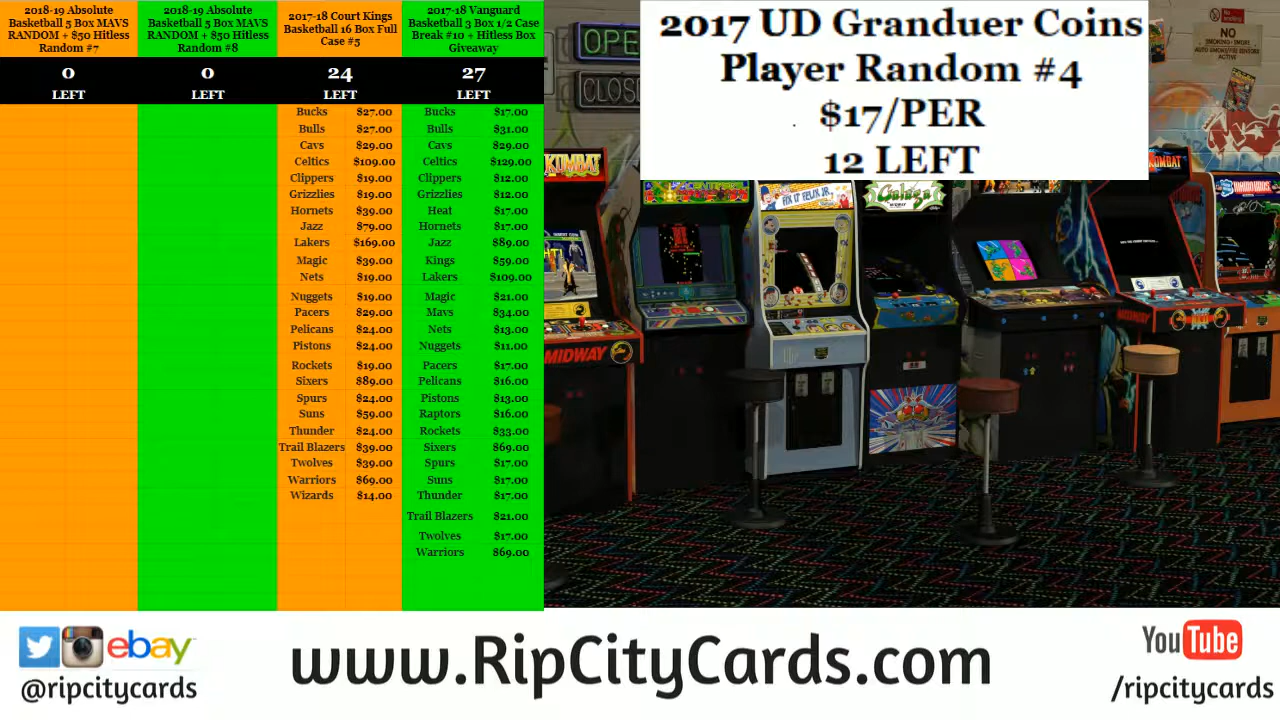 2018-19 Absolute
Basketball 5 Box MAVS
RANDOM + $50 Hitless
Random #7
0
LEFT
2018-19 Absolute
Basketball 5 Box MAVS
RANDOM + $50 Hitless
Random #8
0
LEFT
2017-18 Court Kings
Basketball 16 Box Full
Case #5
24
LEFT
Bucks $27.00
Bulls $27.00
Cavs $29.00
Celtics $109.00
Clippers $19.00
Grizzlies $19.00
Hornets $39.00
Jazz $79.00
Lakers $169.00
Magic $39.00
Nets $19.00
Nuggets $19.00
Pacers $29.00
Pelicans $24.00
Pistons $24.00
Rockets $19.00
Sixers $89.00
Spurs $24.00
Suns $59.00
Thunder $24.00
Trail Blazers $39.00
Twolves $39.00
Warriors $69.00
Wizards $14.00
2017-18 Vanguard
Basketball 3 Box 1/2 Case
Break #10 + Hitless Box
Giveaway
27
LEFT
Bucks $17.00
Bulls $31.00
Cavs $29.00
Celtics $129.00
Clippers $12.00
Grizzlies $12.00
Heat $17.00
Hornets $17.00
Jazz $89.00
Kings $59.00
Lakers $109.00
Magic $21.00
Mavs $34.00
Nets $13.00
Nuggets $11.00
Pacers $17.00
Pelicans $16.00
Pistons $13.00
Raptors $16.00
Rockets $33.00
Sixers $69.00
Spurs $17.00
Suns $17.00
Thunder $17.00
Trail Blazers $21.00
Twolves $17.00
Warriors $69.00
2017 UD Granduer Coins
Player Random #4
$17/PER
12 LEFT
OPE
CLOS
NO
KOMBAT
FIX IT FELIX JR.
Galaga
MIDWAY
KOMBAT
MIDWAY
ebay
@ripcitycards
www.RipCityCards.com
YouTube
/ripcitycards